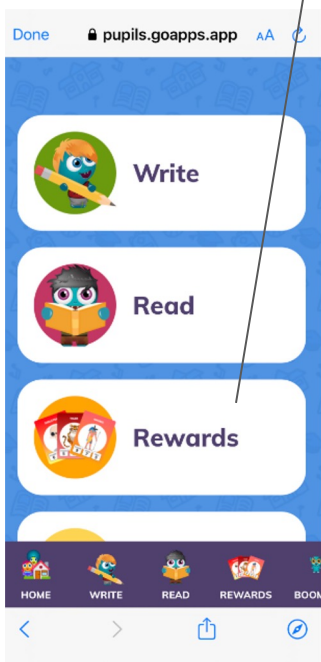 Done pupils.goapps.app AA
Write
Read
Rewards
HOME WRITE READ REWARDS BOOM